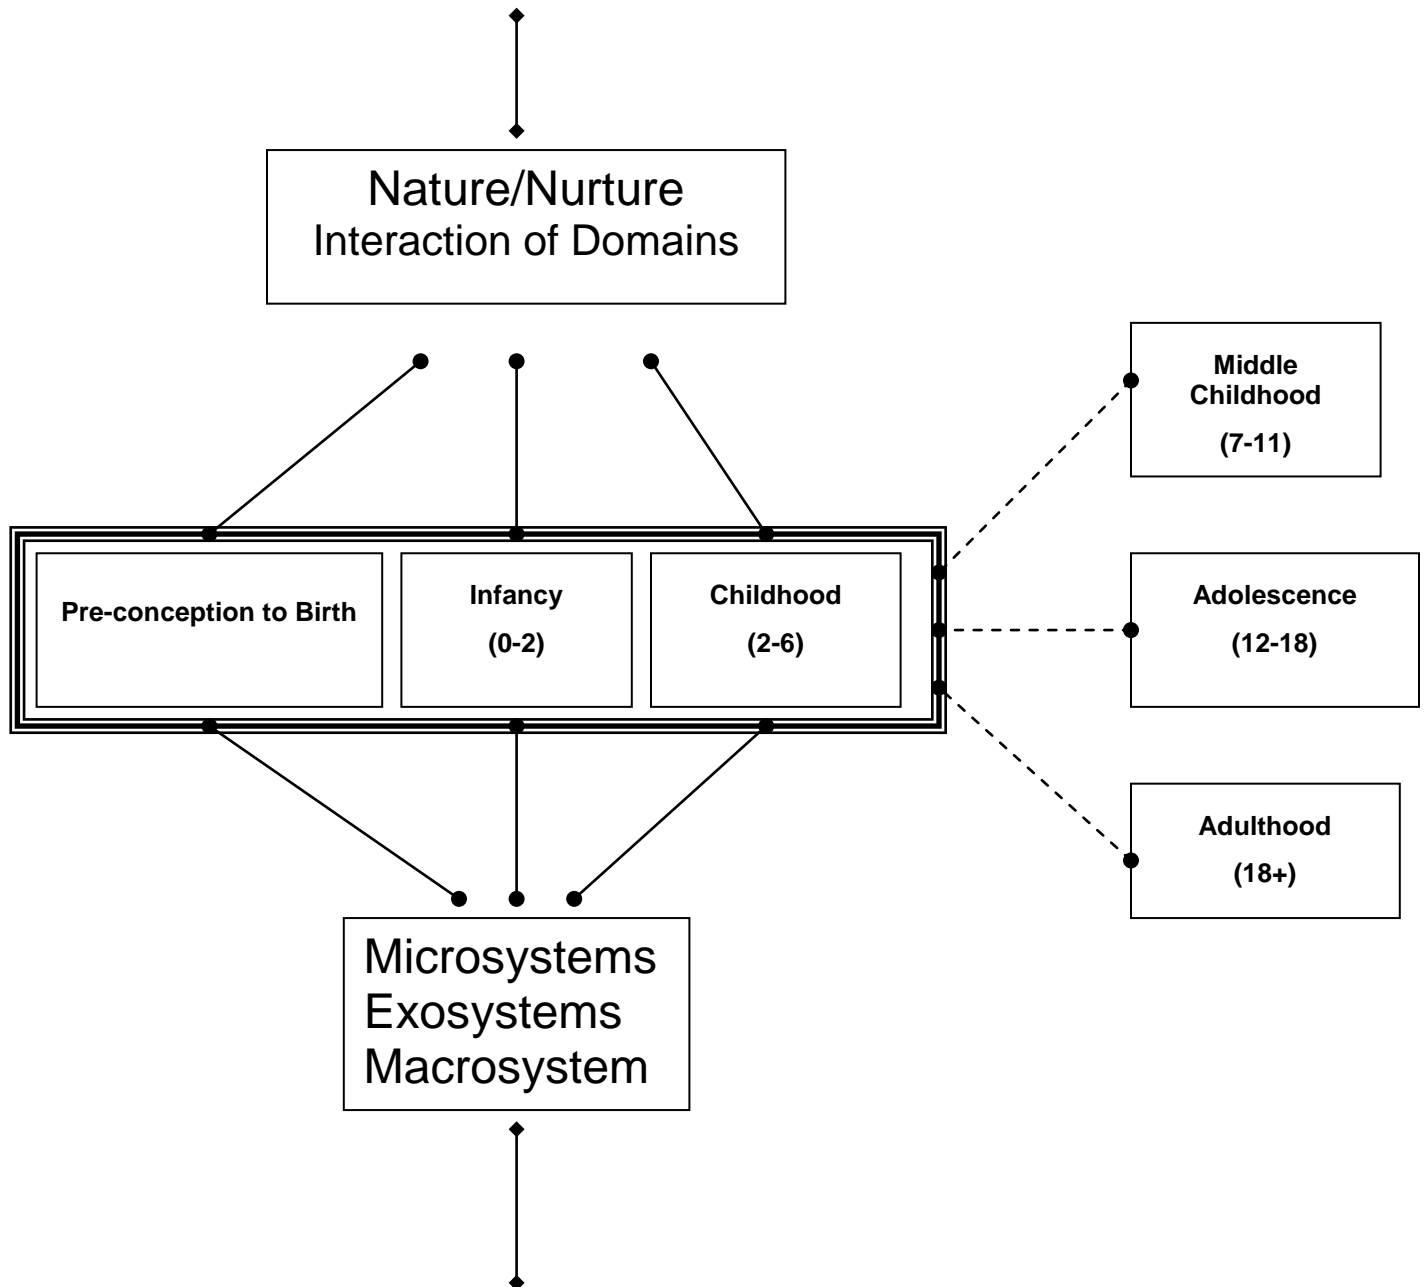 Nature/Nurture
Interaction of Domains
Middle
Childhood
(7-11)
Pre-conception to Birth
Infancy
(0-2)
Childhood
(2-6)
Adolescence
(12-18)
Adulthood
(18+)
Microsystems
Exosystems
Macrosystem